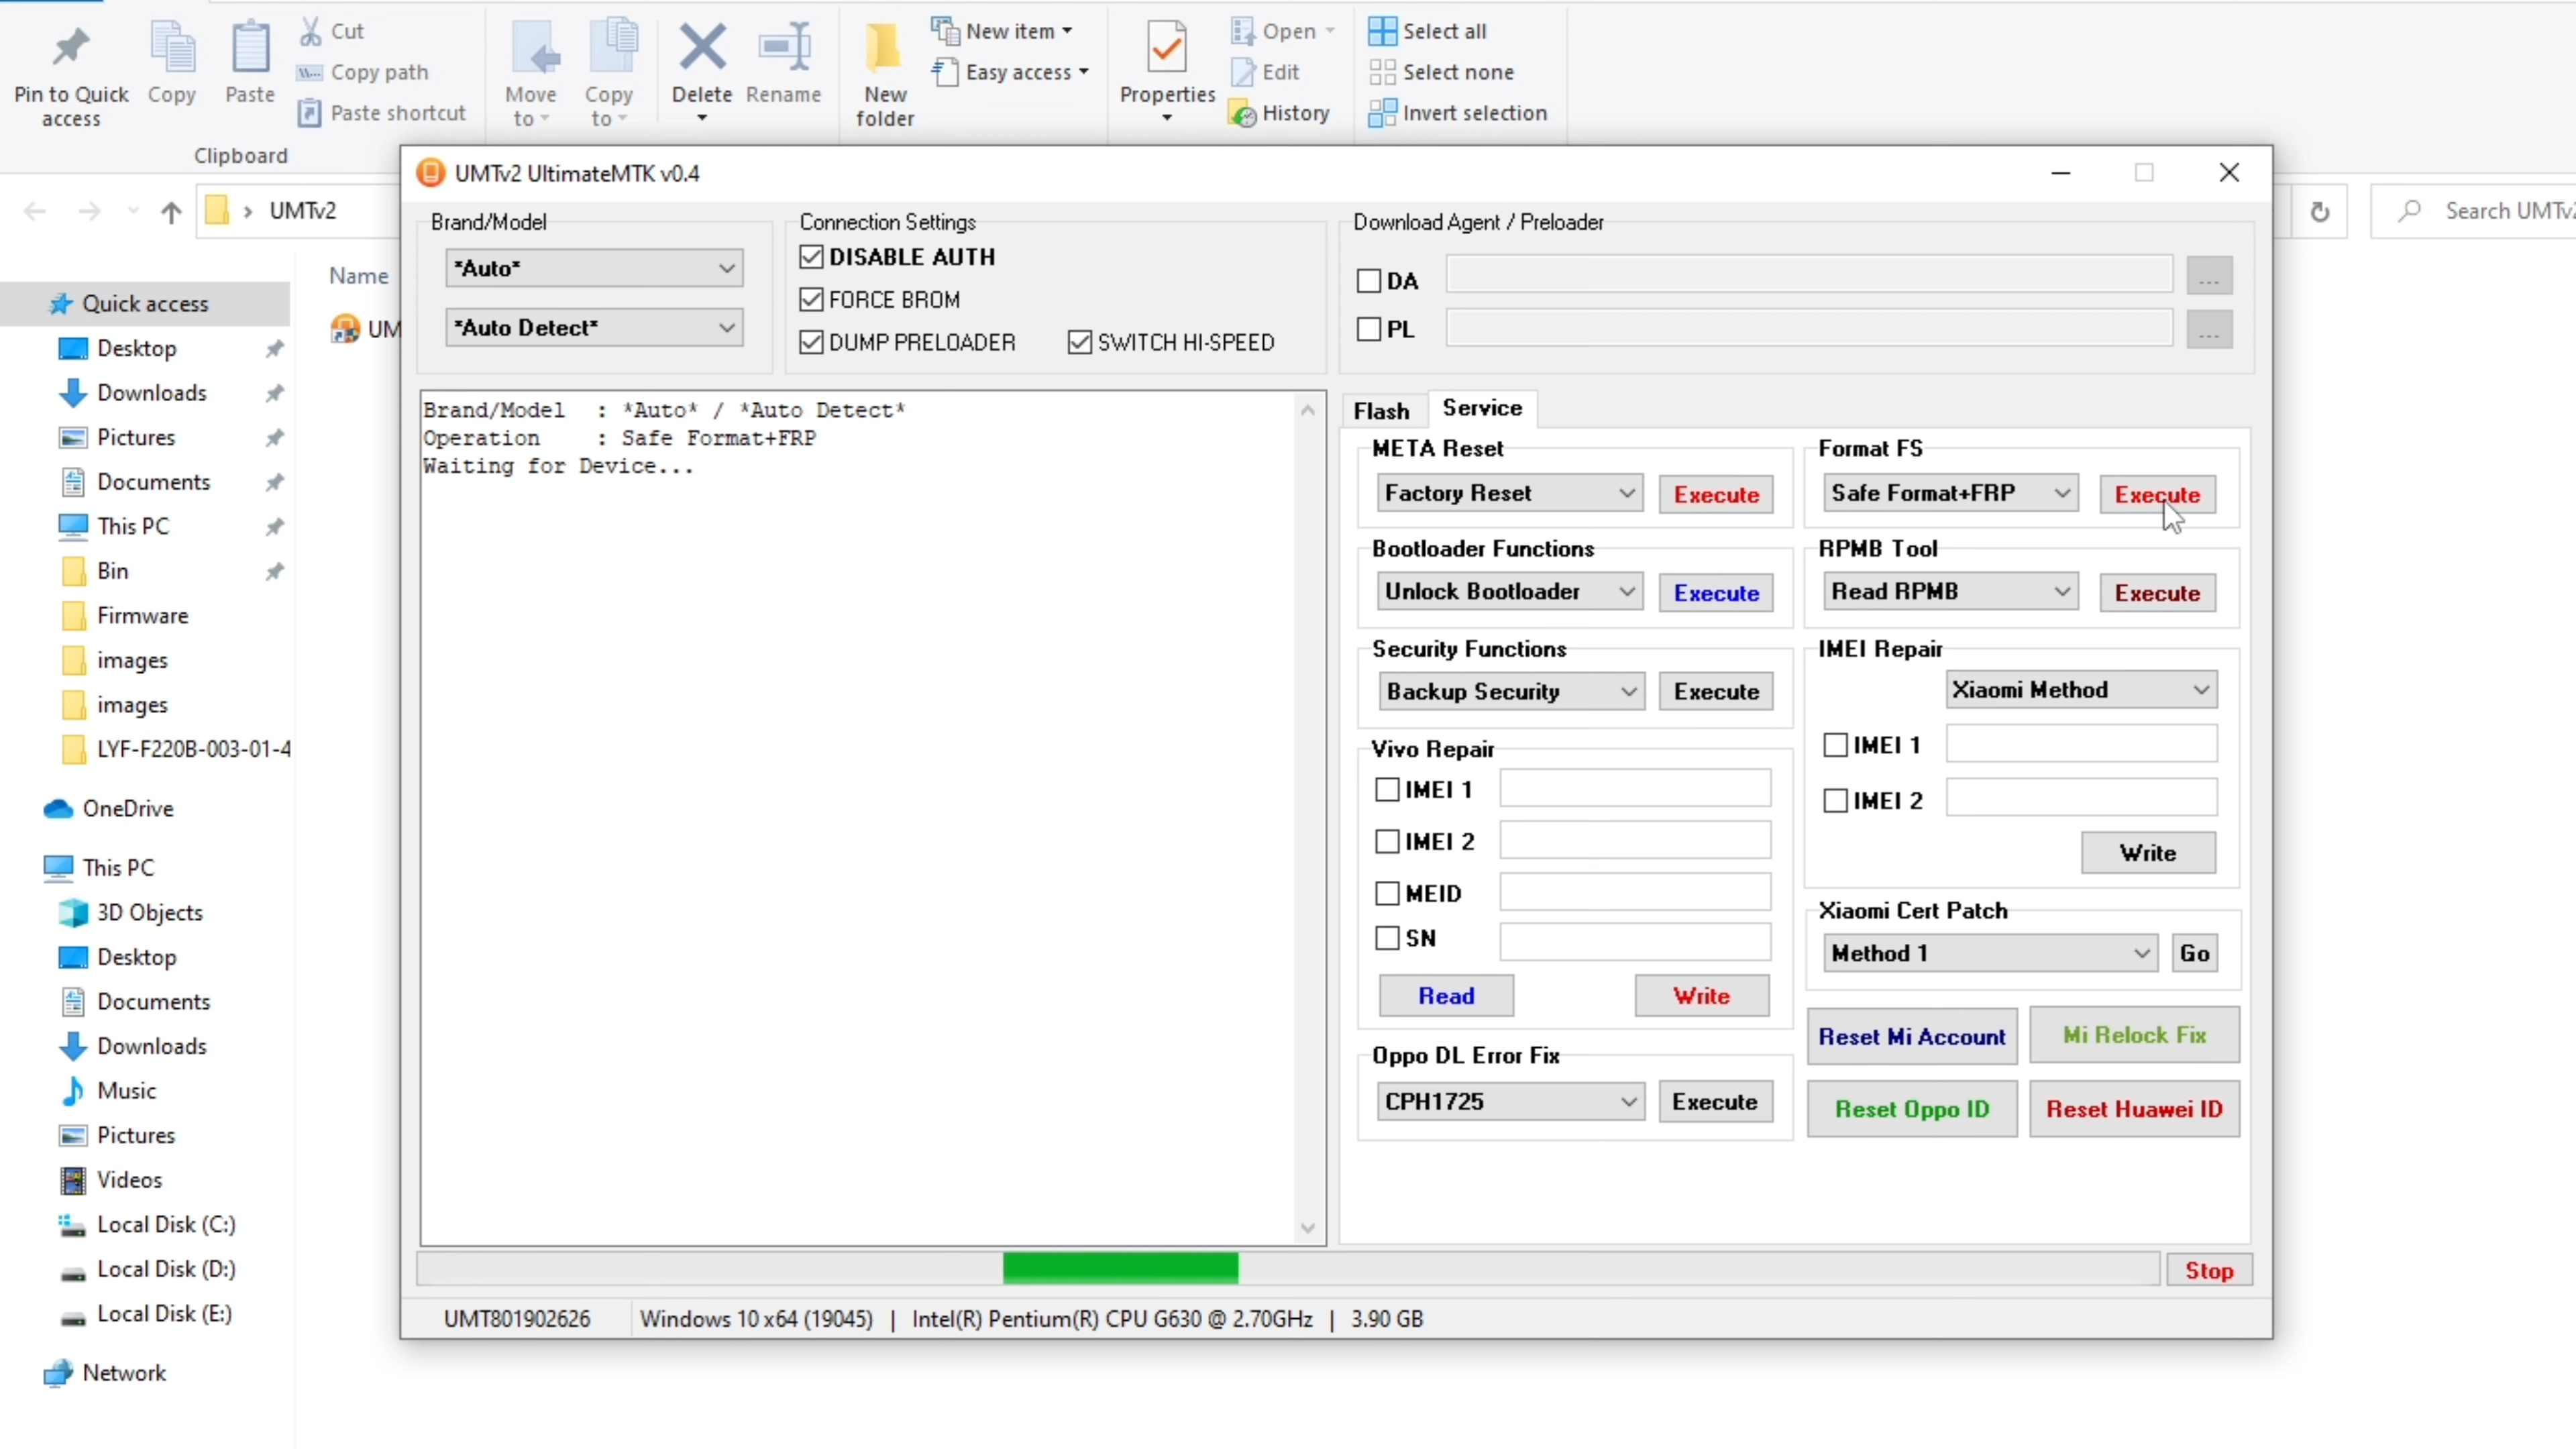 Pin to Quick access
Copy
Paste
Cut
Copy path
Paste shortcut
Clipboard
Move to
Copy to
Delete
Rename
New folder
New item
Easy access
Properties
Open
Edit
History
Select all
Select none
Invert selection
UMTv2
Search UMTv2
Name
UM
Quick access
Desktop
Downloads
Pictures
Documents
This PC
Bin
Firmware
images
images
LYF-F220B-003-01-4
OneDrive
This PC
3D Objects
Desktop
Documents
Downloads
Music
Pictures
Videos
Local Disk (C:)
Local Disk (D:)
Local Disk (E:)
Network
UMTv2 UltimateMTK v0.4
Brand/Model
*Auto*
*Auto Detect*
Connection Settings
DISABLE AUTH
FORCE BROM
DUMP PRELOADER
SWITCH HI-SPEED
Download Agent / Preloader
DA
...
PL
...
Brand/Model : *Auto* / *Auto Detect*
Operation : Safe Format+FRP
Waiting for Device...
Flash
Service
META Reset
Factory Reset
Execute
Format FS
Safe Format+FRP
Execute
Bootloader Functions
Unlock Bootloader
Execute
RPMB Tool
Read RPMB
Execute
Security Functions
Backup Security
Execute
IMEI Repair
Xiaomi Method
IMEI 1
IMEI 2
Write
Vivo Repair
IMEI 1
IMEI 2
MEID
SN
Read
Write
Xiaomi Cert Patch
Method 1
Go
Reset Mi Account
Mi Relock Fix
Oppo DL Error Fix
CPH1725
Execute
Reset Oppo ID
Reset Huawei ID
Stop
UMT801902626
Windows 10 x64 (19045) | Intel(R) Pentium(R) CPU G630 @ 2.70GHz | 3.90 GB